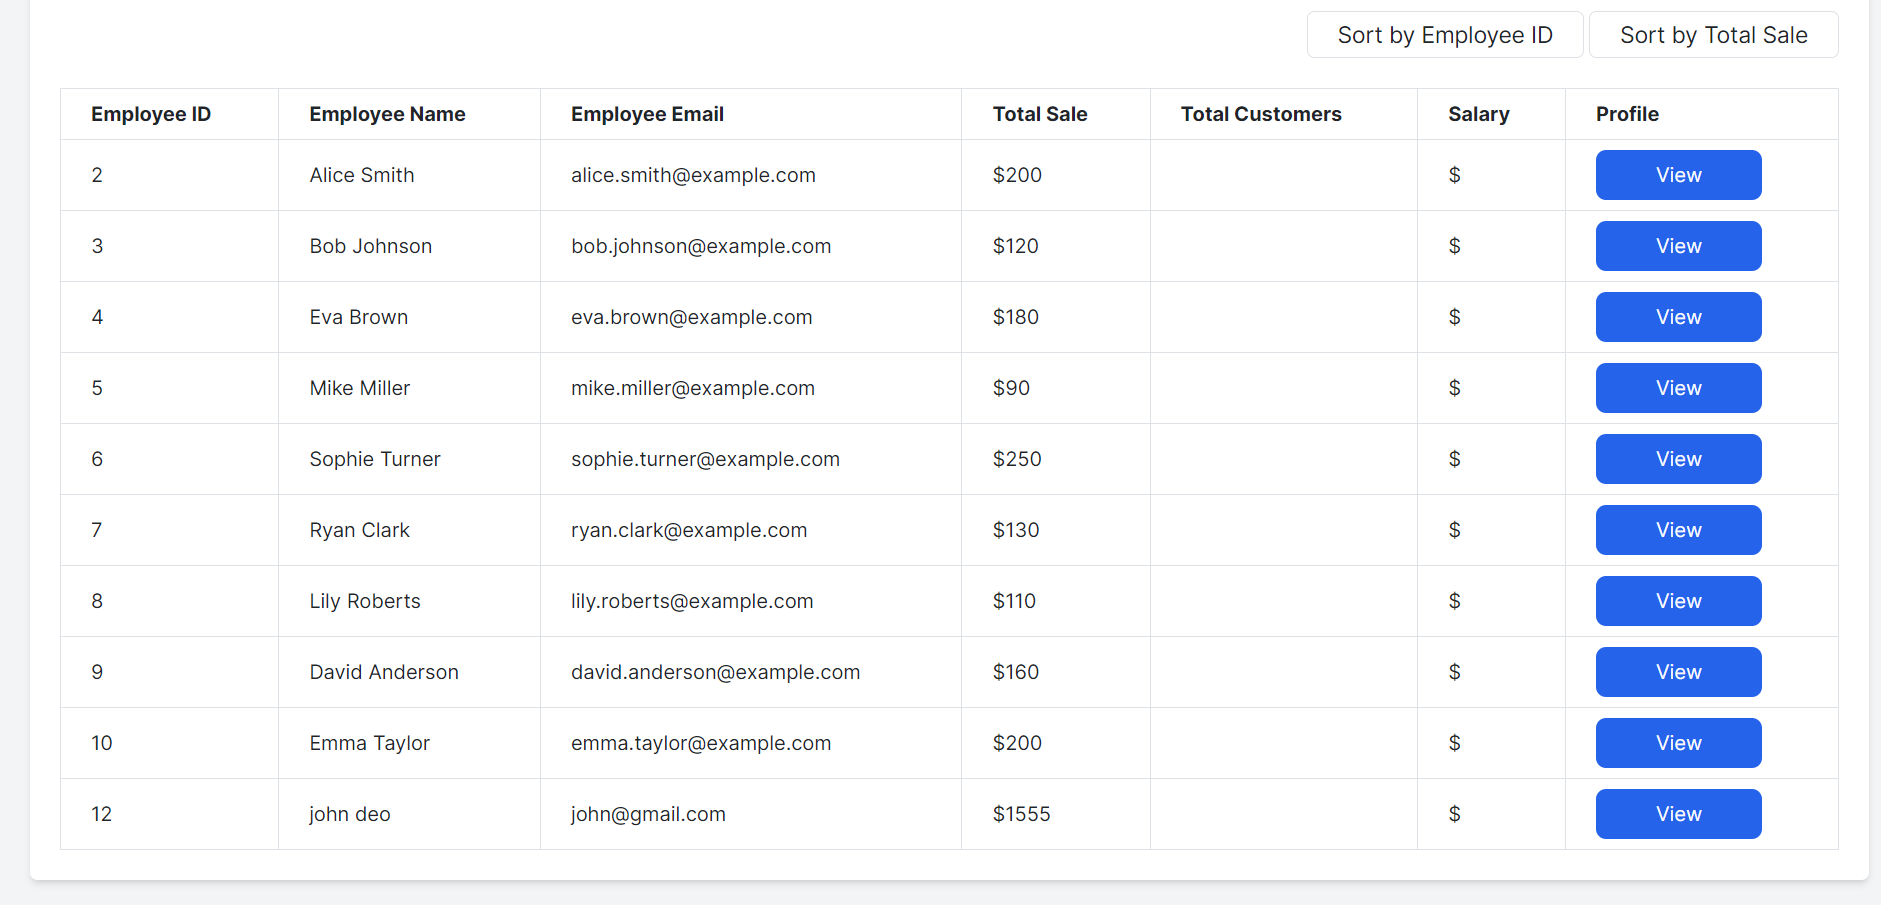 Sort by Employee ID Sort by Total Sale
Employee ID Employee Name Employee Email Total Sale Total Customers Salary Profile
2 Alice Smith alice.smith@example.com $200 $ View
3 Bob Johnson bob.johnson@example.com $120 $ View
4 Eva Brown eva.brown@example.com $180 $ View
5 Mike Miller mike.miller@example.com $90 $ View
6 Sophie Turner sophie.turner@example.com $250 $ View
7 Ryan Clark ryan.clark@example.com $130 $ View
8 Lily Roberts lily.roberts@example.com $110 $ View
9 David Anderson david.anderson@example.com $160 $ View
10 Emma Taylor emma.taylor@example.com $200 $ View
12 john deo john@gmail.com $1555 $ View